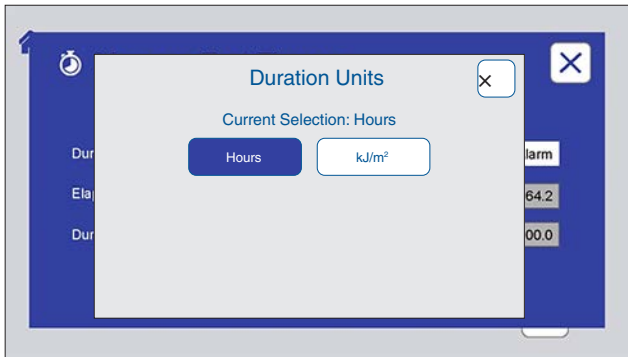 Duration Units
Current Selection: Hours
Hours
kJ/m²
Dur
larm
Ela
64.2
Dur
00.0